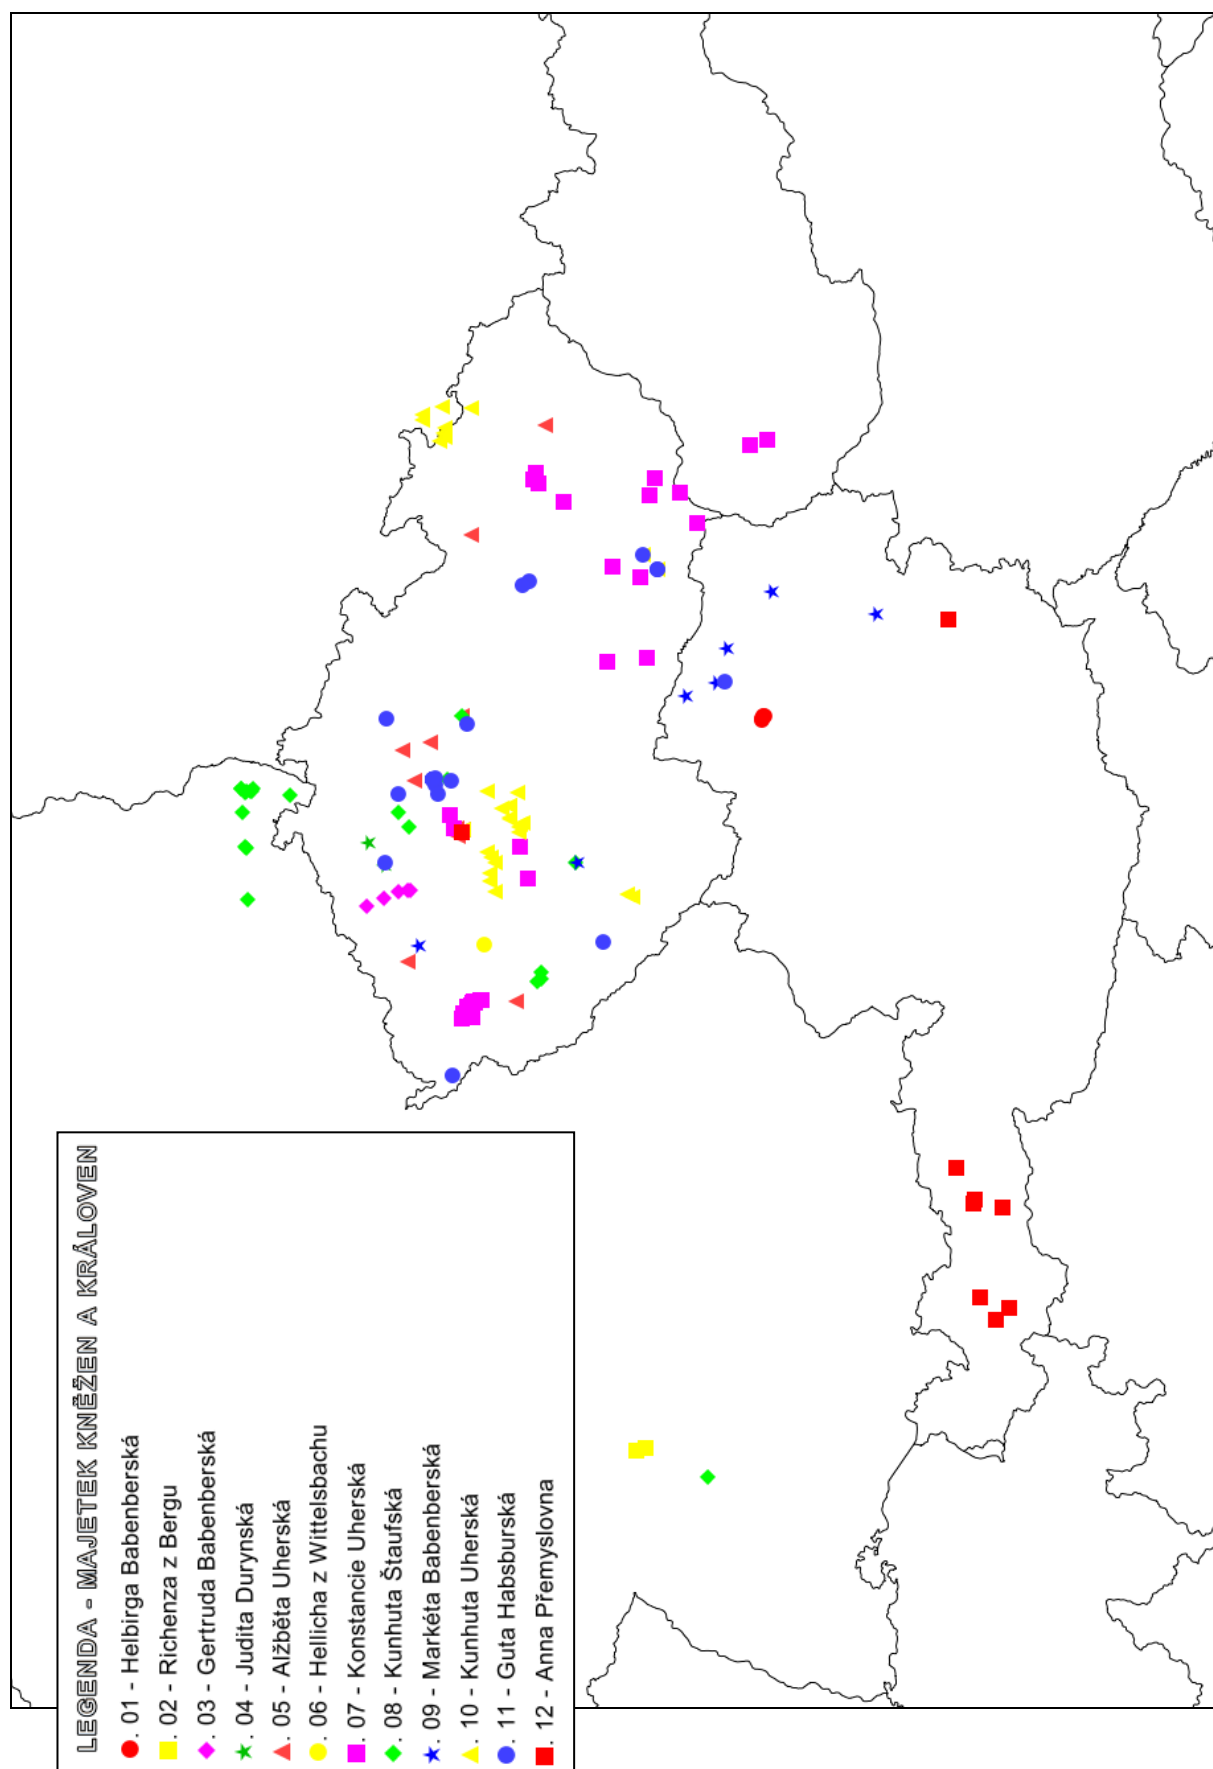 LEGENDA - MAJETEK KNĚŽEN A KRÁLOVEN
. 01 - Helbirga Babenberská
. 02 - Richenza z Bergu
. 03 - Gertruda Babenberská
. 04 - Judita Durynská
. 05 - Alžběta Uherská
. 06 - Hellicha z Wittelsbachu
. 07 - Konstancie Uherská
. 08 - Kunhuta Štaufská
. 09 - Markéta Babenberská
. 10 - Kunhuta Uherská
. 11 - Guta Habsburská
. 12 - Anna Přemyslovna